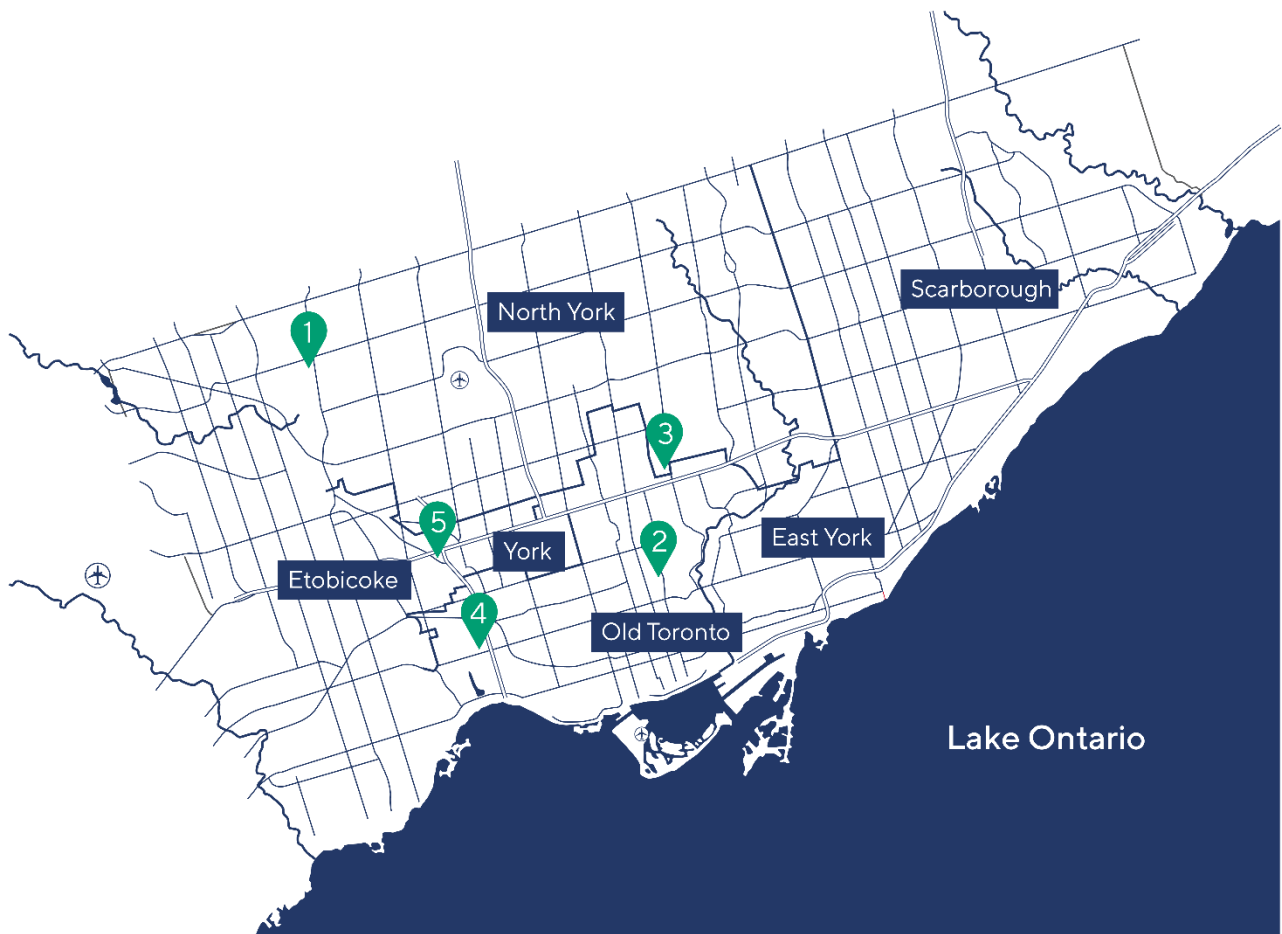 Scarborough
North York
1
3
5
2
East York
York
Etobicoke
4
Old Toronto
Lake Ontario